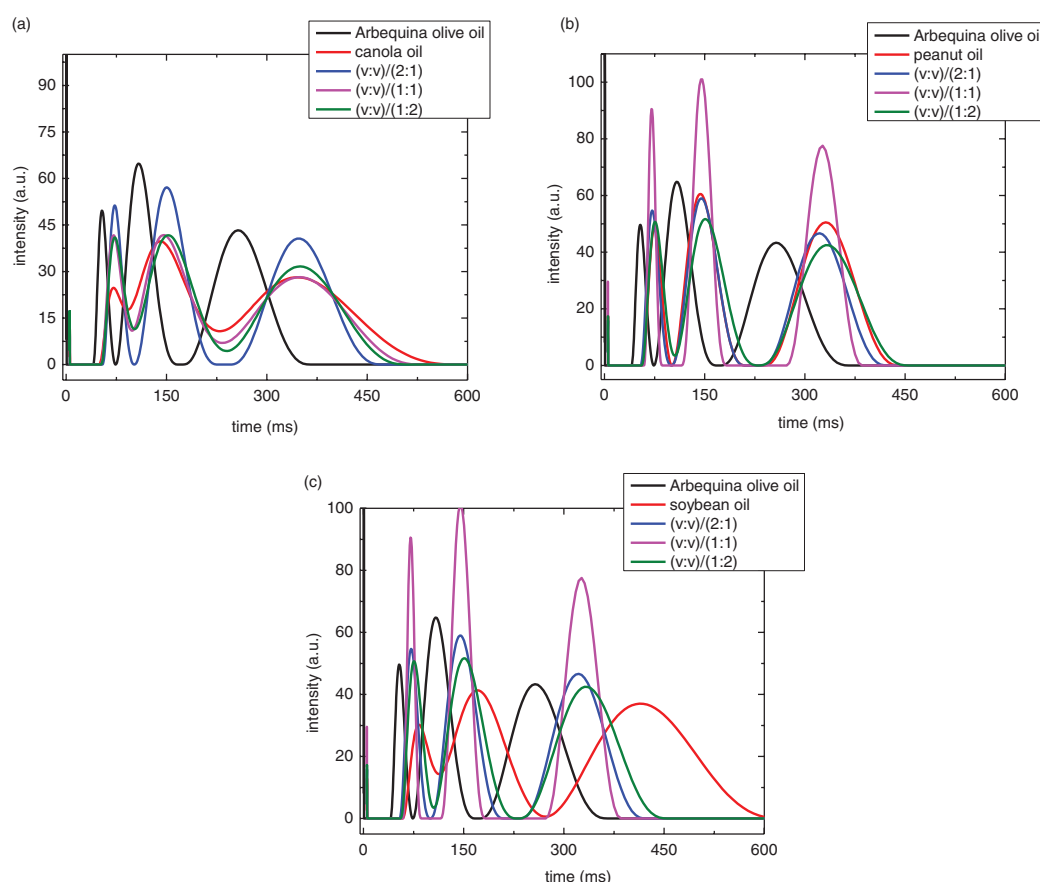 (a)
Arbequina olive oil
canola oil
(v:v)/(2:1)
(v:v)/(1:1)
(v:v)/(1:2)
90
75
60
45
30
15
0
intensity (a.u.)
0 150 300 450 600
time (ms)
(b)
Arbequina olive oil
peanut oil
(v:v)/(2:1)
(v:v)/(1:1)
(v:v)/(1:2)
100
80
60
40
20
0
intensity (a.u.)
0 150 300 450 600
time (ms)
(c)
Arbequina olive oil
soybean oil
(v:v)/(2:1)
(v:v)/(1:1)
(v:v)/(1:2)
100
80
60
40
20
0
intensity (a.u.)
0 150 300 450 600
time (ms)